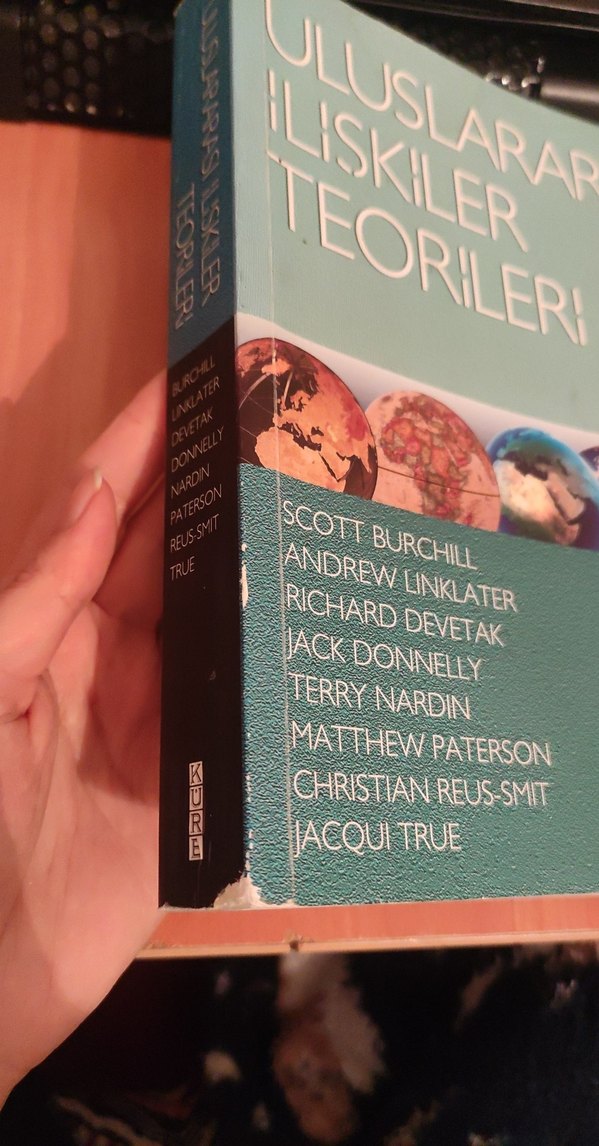 ULUSLARAR
İLİŞKİLER
TEORİLERİ
SCOTT BURCHILL
ANDREW LINKLATER
RICHARD DEVETAK
JACK DONNELLY
TERRY NARDIN
MATTHEW PATERSON
CHRISTIAN REUS-SMIT
JACQUI TRUE
ULUSLARARASI İLİŞKİLER
TEORİLERİ
BURCHILL
LINKLATER
DEVETAK
DONNELLY
NARDIN
PATERSON
REUS-SMIT
TRUE
KÜRE